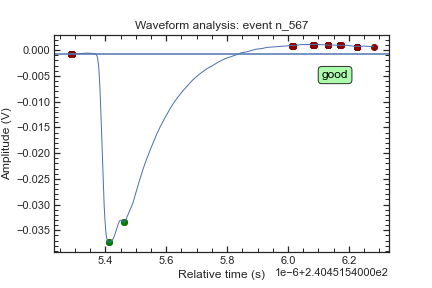 Waveform analysis: event n_567
0.000
−0.005
−0.010
−0.015
−0.020
−0.025
−0.030
−0.035
Amplitude (V)
good
5.4 5.6 5.8 6.0 6.2
Relative time (s) 1e-6+2.4045154000e2